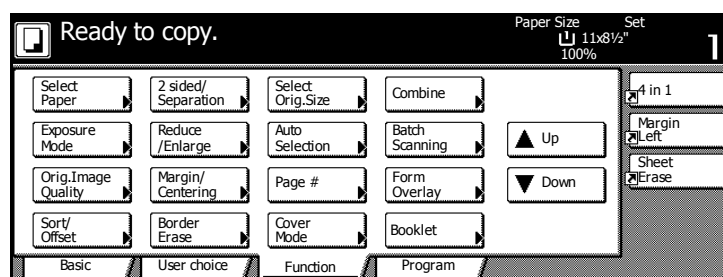 Ready to copy.
Paper Size
Set
11x8½"
100%
1
Select
Paper
2 sided/
Separation
Select
Orig.Size
Combine
4 in 1
Exposure
Mode
Reduce
/Enlarge
Auto
Selection
Batch
Scanning
Up
Margin
Left
Orig.Image
Quality
Margin/
Centering
Page #
Form
Overlay
Down
Sheet
Erase
Sort/
Offset
Border
Erase
Cover
Mode
Booklet
Basic
User choice
Function
Program